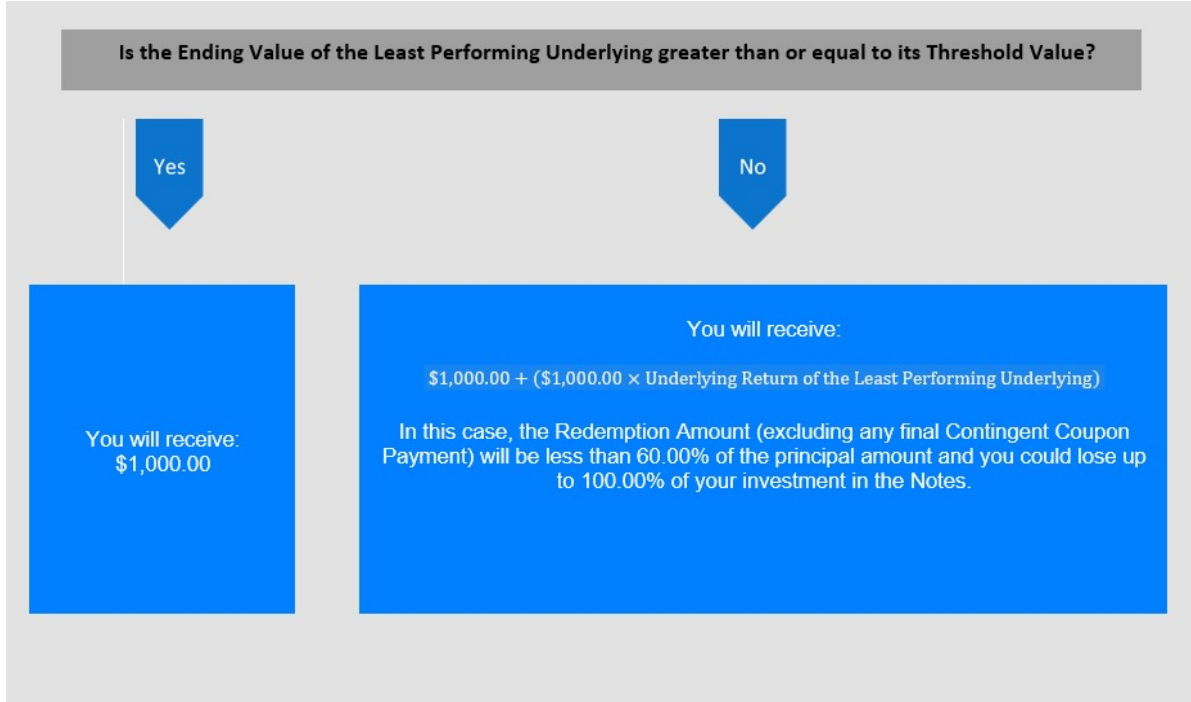 Is the Ending Value of the Least Performing Underlying greater than or equal to its Threshold Value?
Yes
No
You will receive:
$1,000.00
You will receive:
$1,000.00 + ($1,000.00 × Underlying Return of the Least Performing Underlying)
In this case, the Redemption Amount (excluding any final Contingent Coupon
Payment) will be less than 60.00% of the principal amount and you could lose up
to 100.00% of your investment in the Notes.